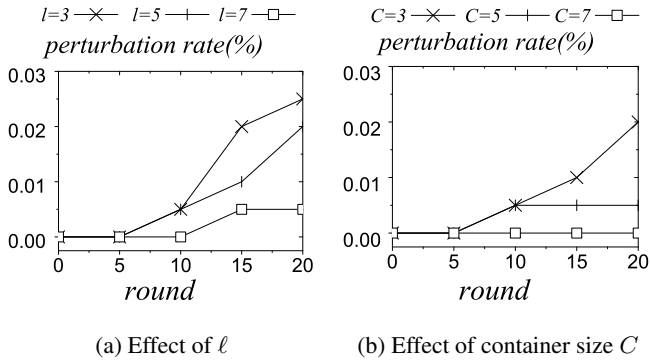 l=3 l=5 l=7
perturbation rate(%)
0.03
0.02
0.01
0.00
0 5 10 15 20
round
(a) Effect of ℓ
C=3 C=5 C=7
perturbation rate(%)
0.03
0.02
0.01
0.00
0 5 10 15 20
round
(b) Effect of container size C